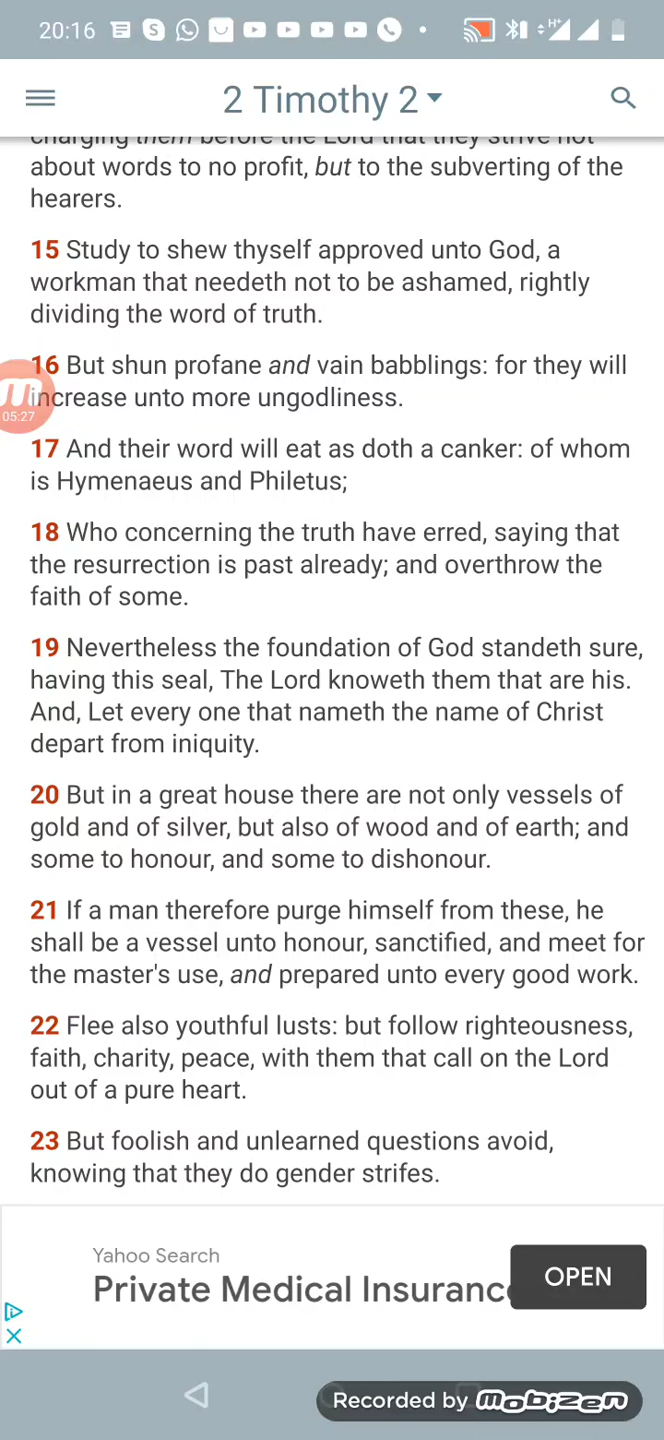 20:16
H+
2 Timothy 2
charging them before the Lord that they strive not
about words to no profit, but to the subverting of the
hearers.
15 Study to shew thyself approved unto God, a
workman that needeth not to be ashamed, rightly
dividing the word of truth.
16 But shun profane and vain babblings: for they will
increase unto more ungodliness.
05:27
17 And their word will eat as doth a canker: of whom
is Hymenaeus and Philetus;
18 Who concerning the truth have erred, saying that
the resurrection is past already; and overthrow the
faith of some.
19 Nevertheless the foundation of God standeth sure,
having this seal, The Lord knoweth them that are his.
And, Let every one that nameth the name of Christ
depart from iniquity.
20 But in a great house there are not only vessels of
gold and of silver, but also of wood and of earth; and
some to honour, and some to dishonour.
21 If a man therefore purge himself from these, he
shall be a vessel unto honour, sanctified, and meet for
the master's use, and prepared unto every good work.
22 Flee also youthful lusts: but follow righteousness,
faith, charity, peace, with them that call on the Lord
out of a pure heart.
23 But foolish and unlearned questions avoid,
knowing that they do gender strifes.
Yahoo Search
Private Medical Insurance
OPEN
Recorded by mobizen